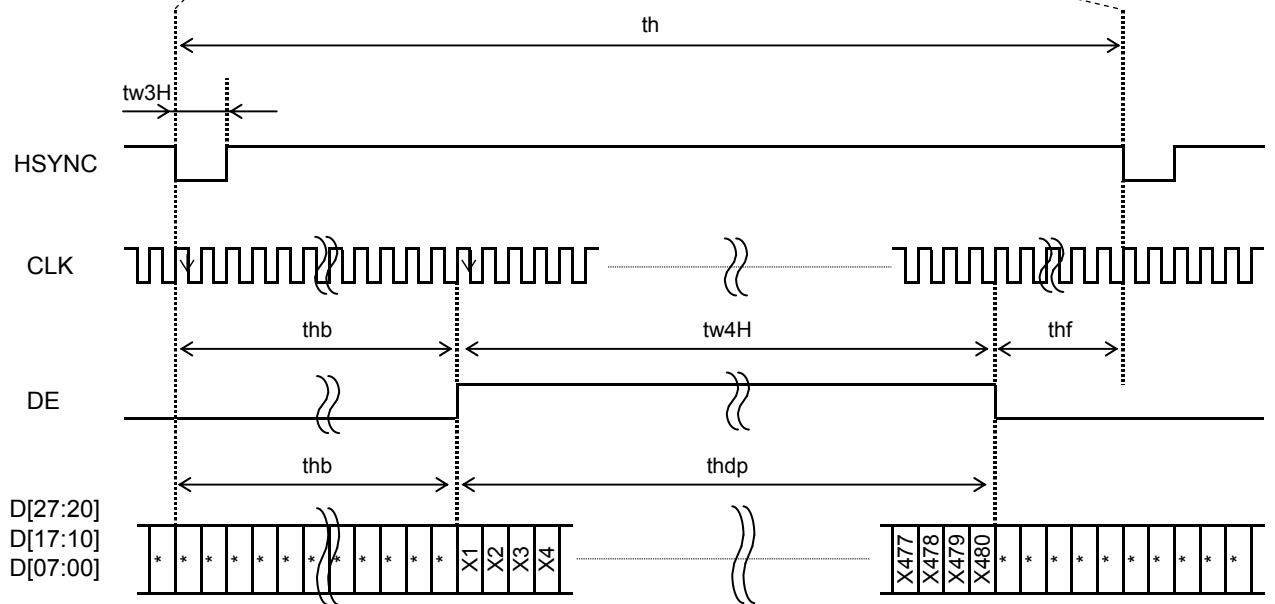 th
tw3H
HSYNC
CLK
thb tw4H thf
DE
thb thdp
D[27:20]
D[17:10]
D[07:00]
* * * * * * * * * * * * X1 X2 X3 X4 X477 X478 X479 X480 * * * * * * * * * *